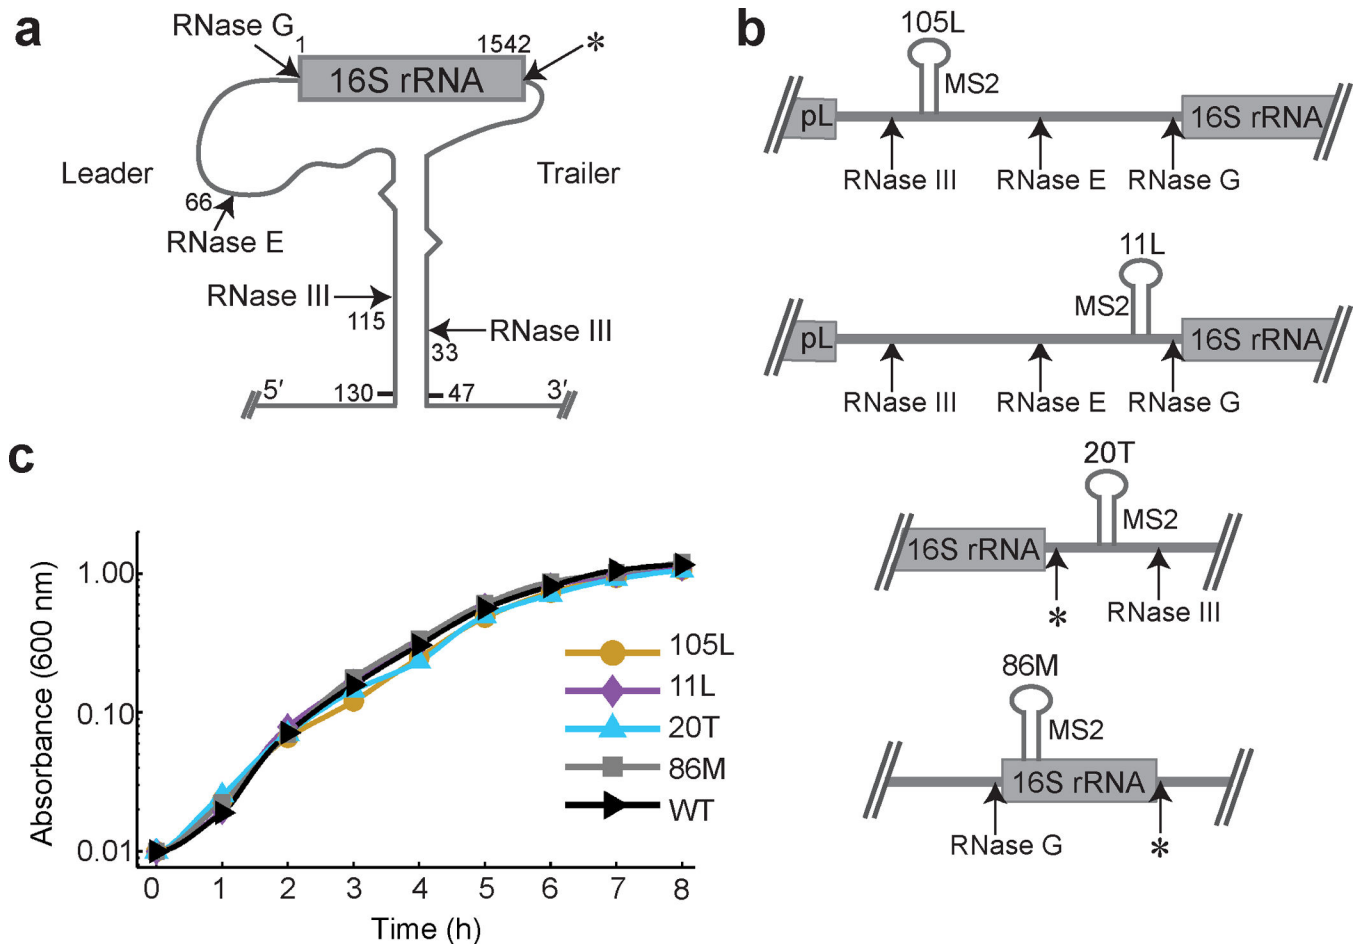 a
RNase G
1
1542
*
16S rRNA
Leader
Trailer
66
RNase E
RNase III
115
RNase III
33
5′
130
47
3′
b
105L
MS2
pL
16S rRNA
RNase III
RNase E
RNase G
11L
MS2
pL
16S rRNA
RNase III
RNase E
RNase G
20T
MS2
16S rRNA
*
RNase III
86M
MS2
16S rRNA
RNase G
*
c
Absorbance (600 nm)
1.00
0.10
0.01
105L
11L
20T
86M
WT
0 1 2 3 4 5 6 7 8
Time (h)